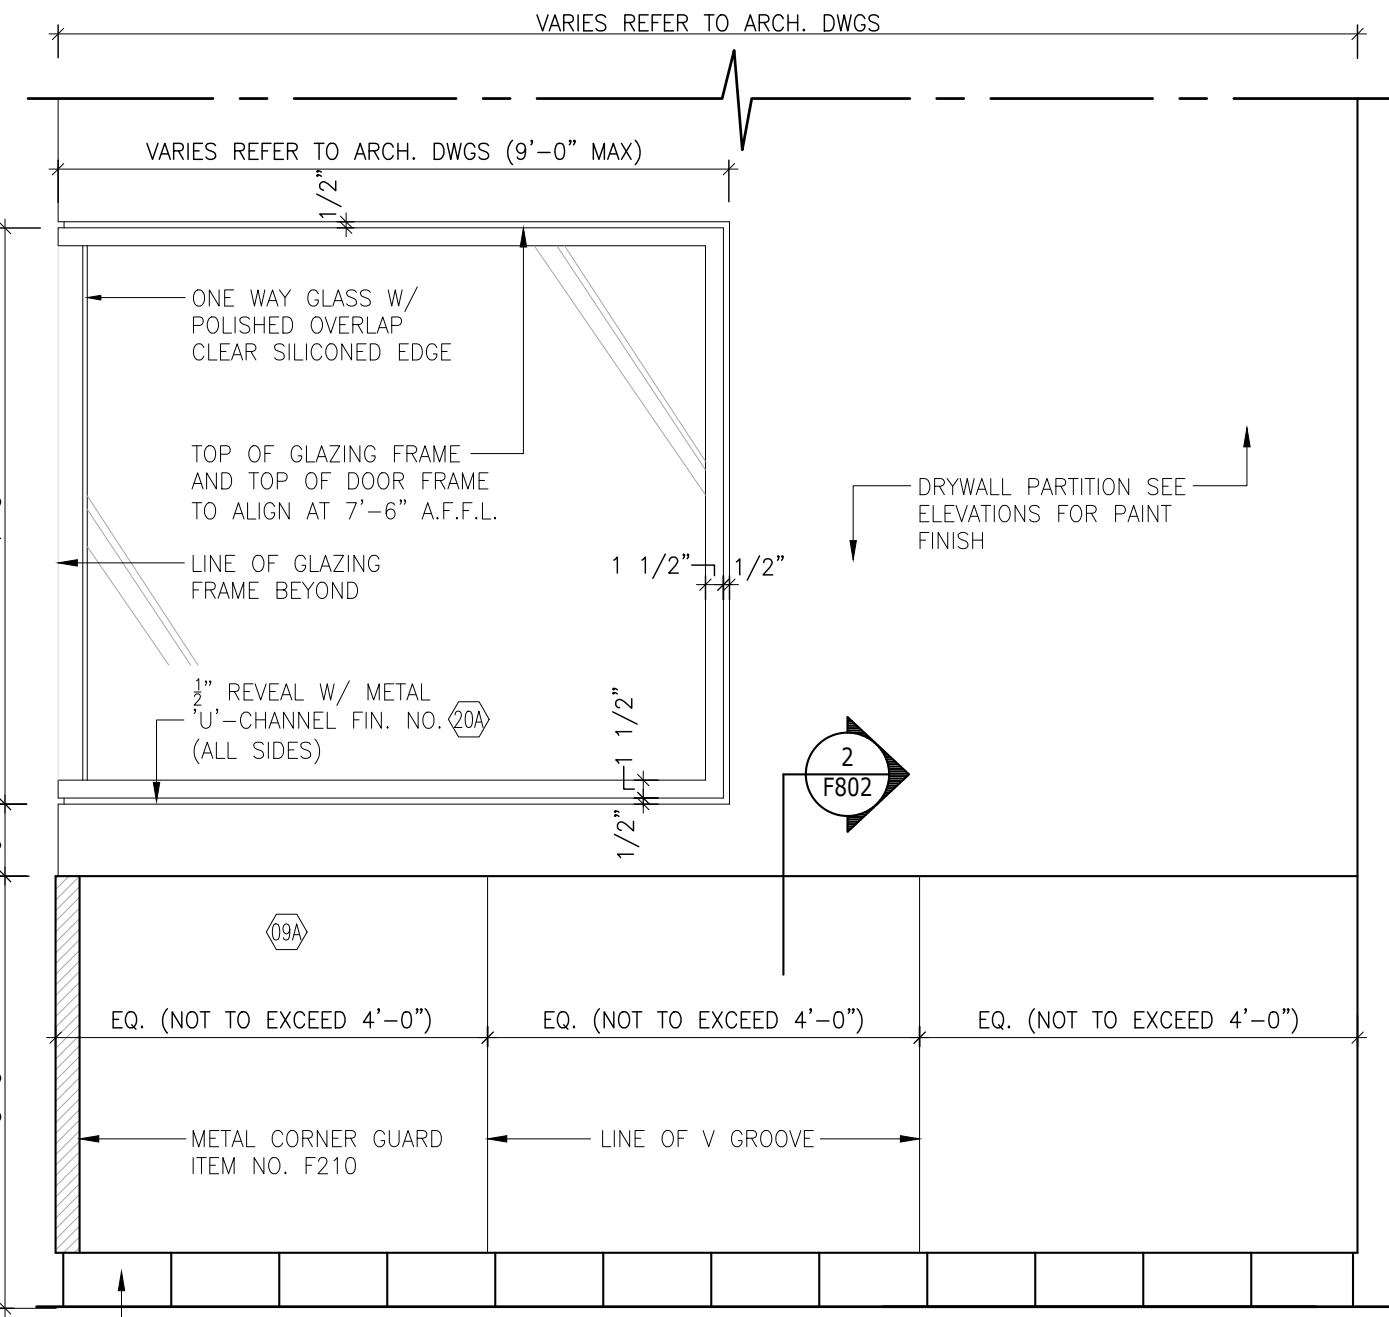 VARIES REFER TO ARCH. DWGS
VARIES REFER TO ARCH. DWGS (9'-0" MAX)
1/2"
ONE WAY GLASS W/
POLISHED OVERLAP
CLEAR SILICONED EDGE
TOP OF GLAZING FRAME
AND TOP OF DOOR FRAME
TO ALIGN AT 7'-6" A.F.F.L.
DRYWALL PARTITION SEE
ELEVATIONS FOR PAINT
FINISH
LINE OF GLAZING
FRAME BEYOND
1 1/2"
1/2"
½" REVEAL W/ METAL
'U'-CHANNEL FIN. NO. 20A
(ALL SIDES)
1 1/2"
1/2"
2
F802
09A
EQ. (NOT TO EXCEED 4'-0")
EQ. (NOT TO EXCEED 4'-0")
EQ. (NOT TO EXCEED 4'-0")
METAL CORNER GUARD
ITEM NO. F210
LINE OF V GROOVE